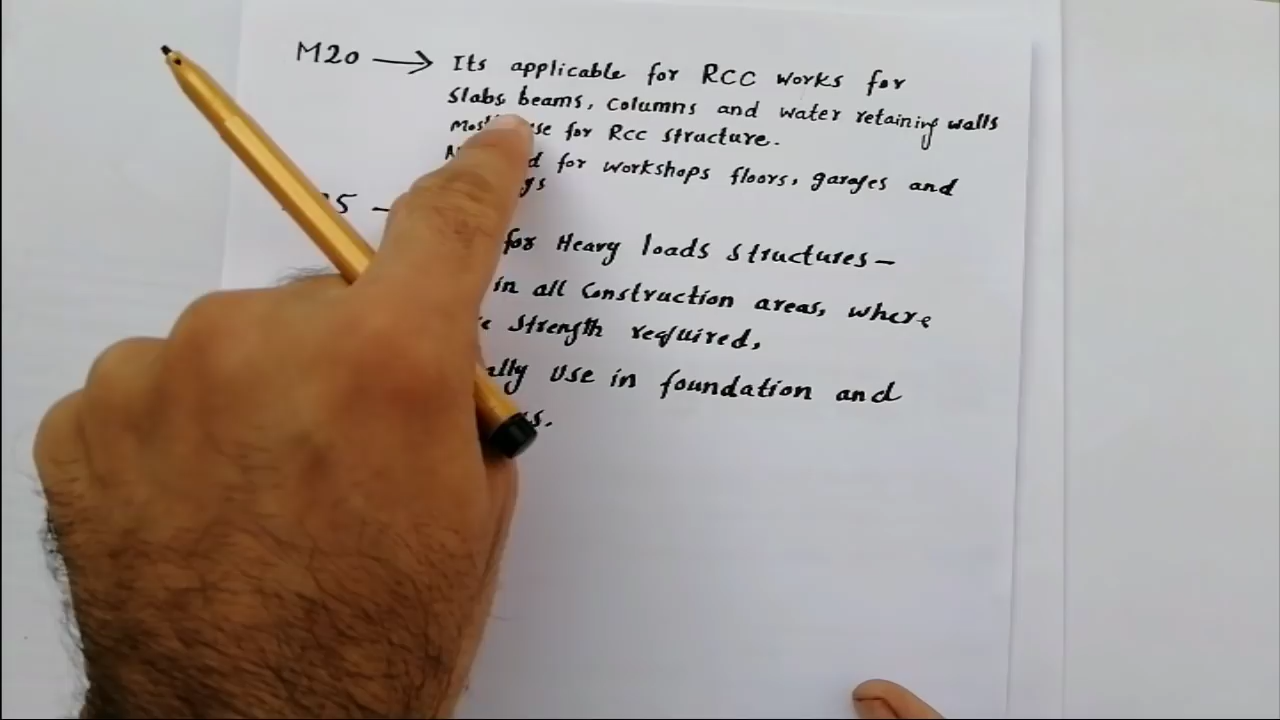 M20 → Its applicable for RCC works for
slabs beams, columns and water retaining walls
use for Rcc structure.
for workshops floors, garages and
for Heavy loads structures-
in all construction areas, where
strength required,
use in foundation and